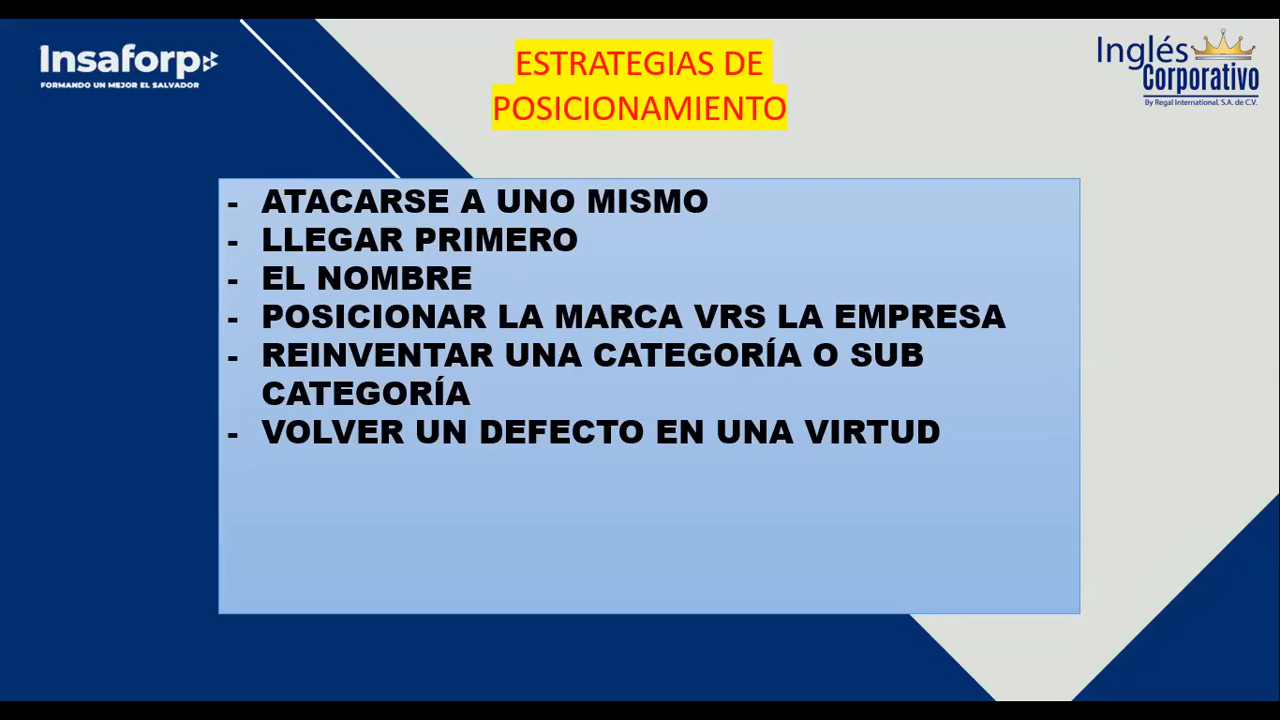 Insaforp
FORMANDO UN MEJOR EL SALVADOR
ESTRATEGIAS DE
POSICIONAMIENTO
Inglés
Corporativo
By Regal International, S.A. de C.V.
- ATACARSE A UNO MISMO
- LLEGAR PRIMERO
- EL NOMBRE
- POSICIONAR LA MARCA VRS LA EMPRESA
- REINVENTAR UNA CATEGORÍA O SUB
CATEGORÍA
- VOLVER UN DEFECTO EN UNA VIRTUD